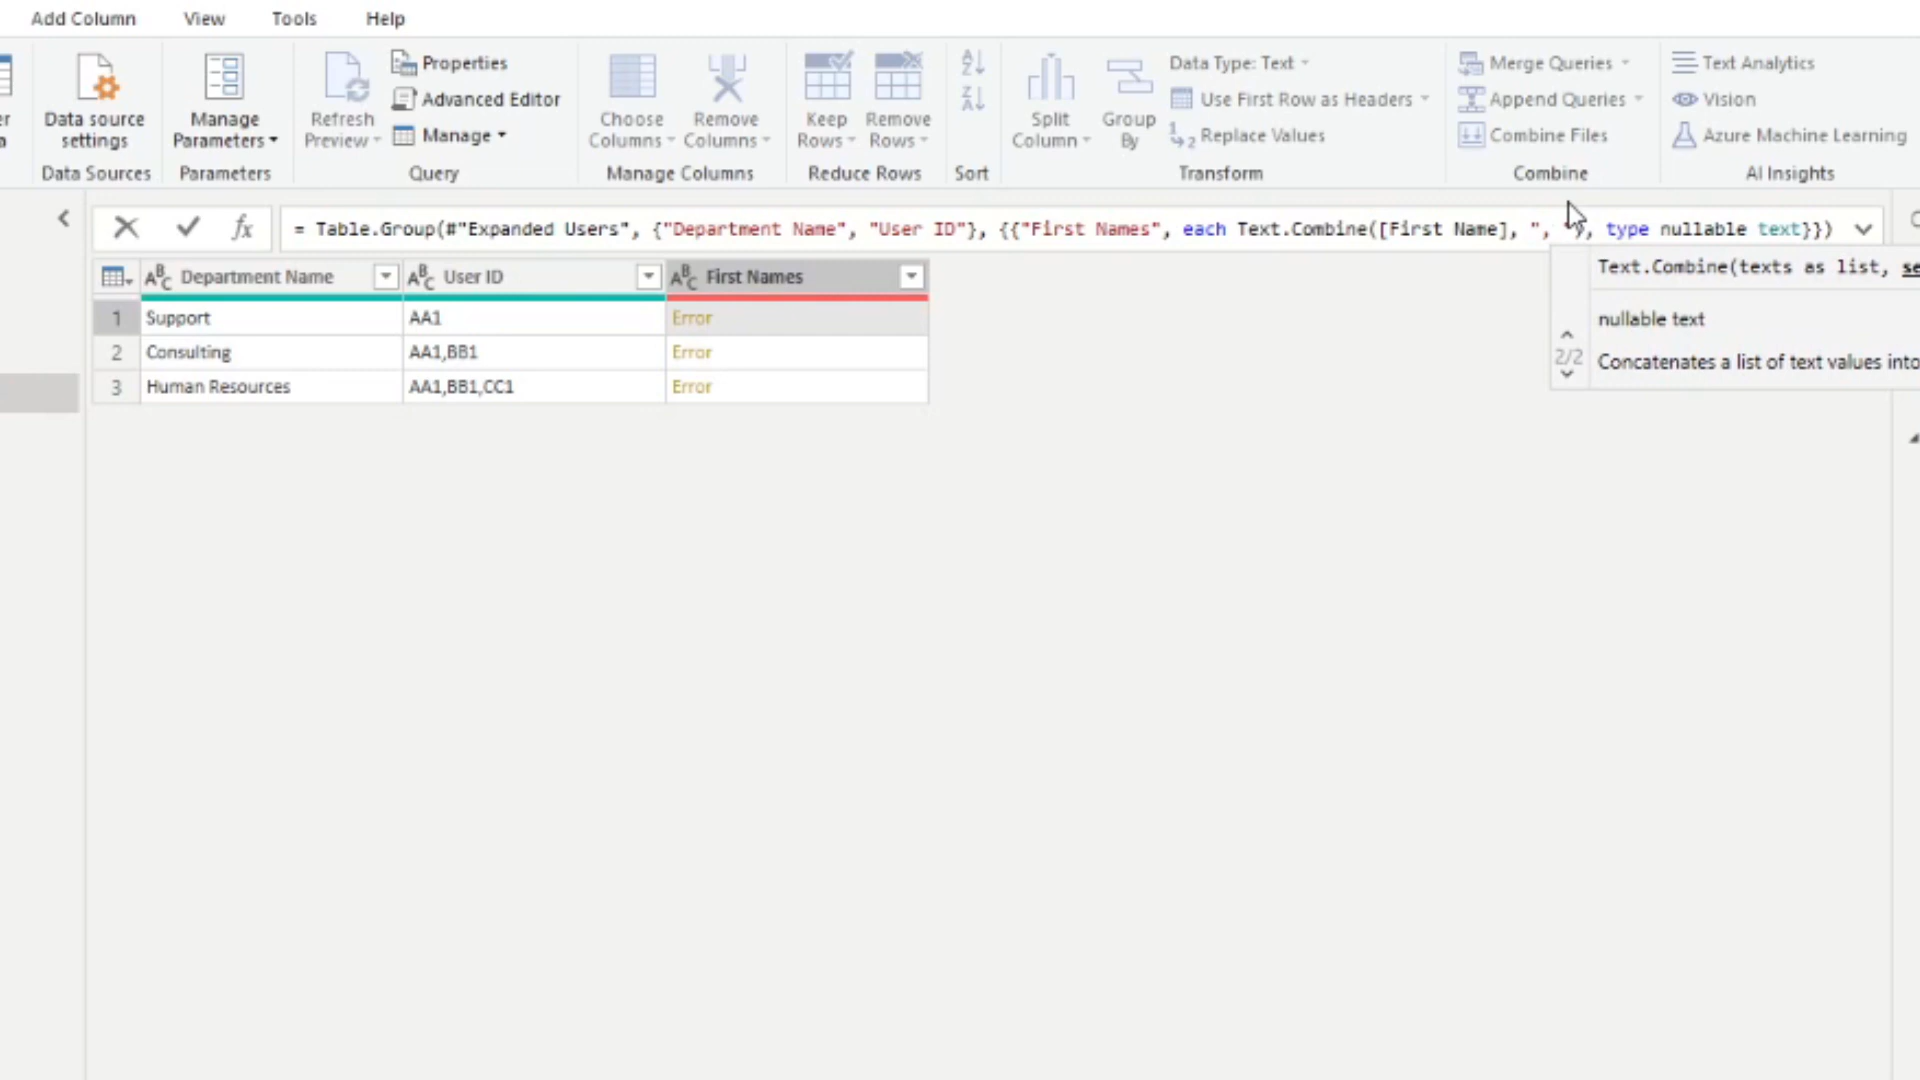 Add Column View Tools Help
Data source settings
Manage Parameters
Refresh Preview
Properties
Advanced Editor
Manage
Choose Columns
Remove Columns
Keep Rows
Remove Rows
Split Column
Group By
Data Type: Text
Use First Row as Headers
Replace Values
Merge Queries
Append Queries
Combine Files
Text Analytics
Vision
Azure Machine Learning
Data Sources Parameters Query Manage Columns Reduce Rows Sort Transform Combine AI Insights
fx = Table.Group(#"Expanded Users", {"Department Name", "User ID"}, {{"First Names", each Text.Combine([First Name], ", "), type nullable text}})
Text.Combine(texts as list,
nullable text
2/2
Concatenates a list of text values into
ABC Department Name ABC User ID ABC First Names
1 Support AA1 Error
2 Consulting AA1,BB1 Error
3 Human Resources AA1,BB1,CC1 Error